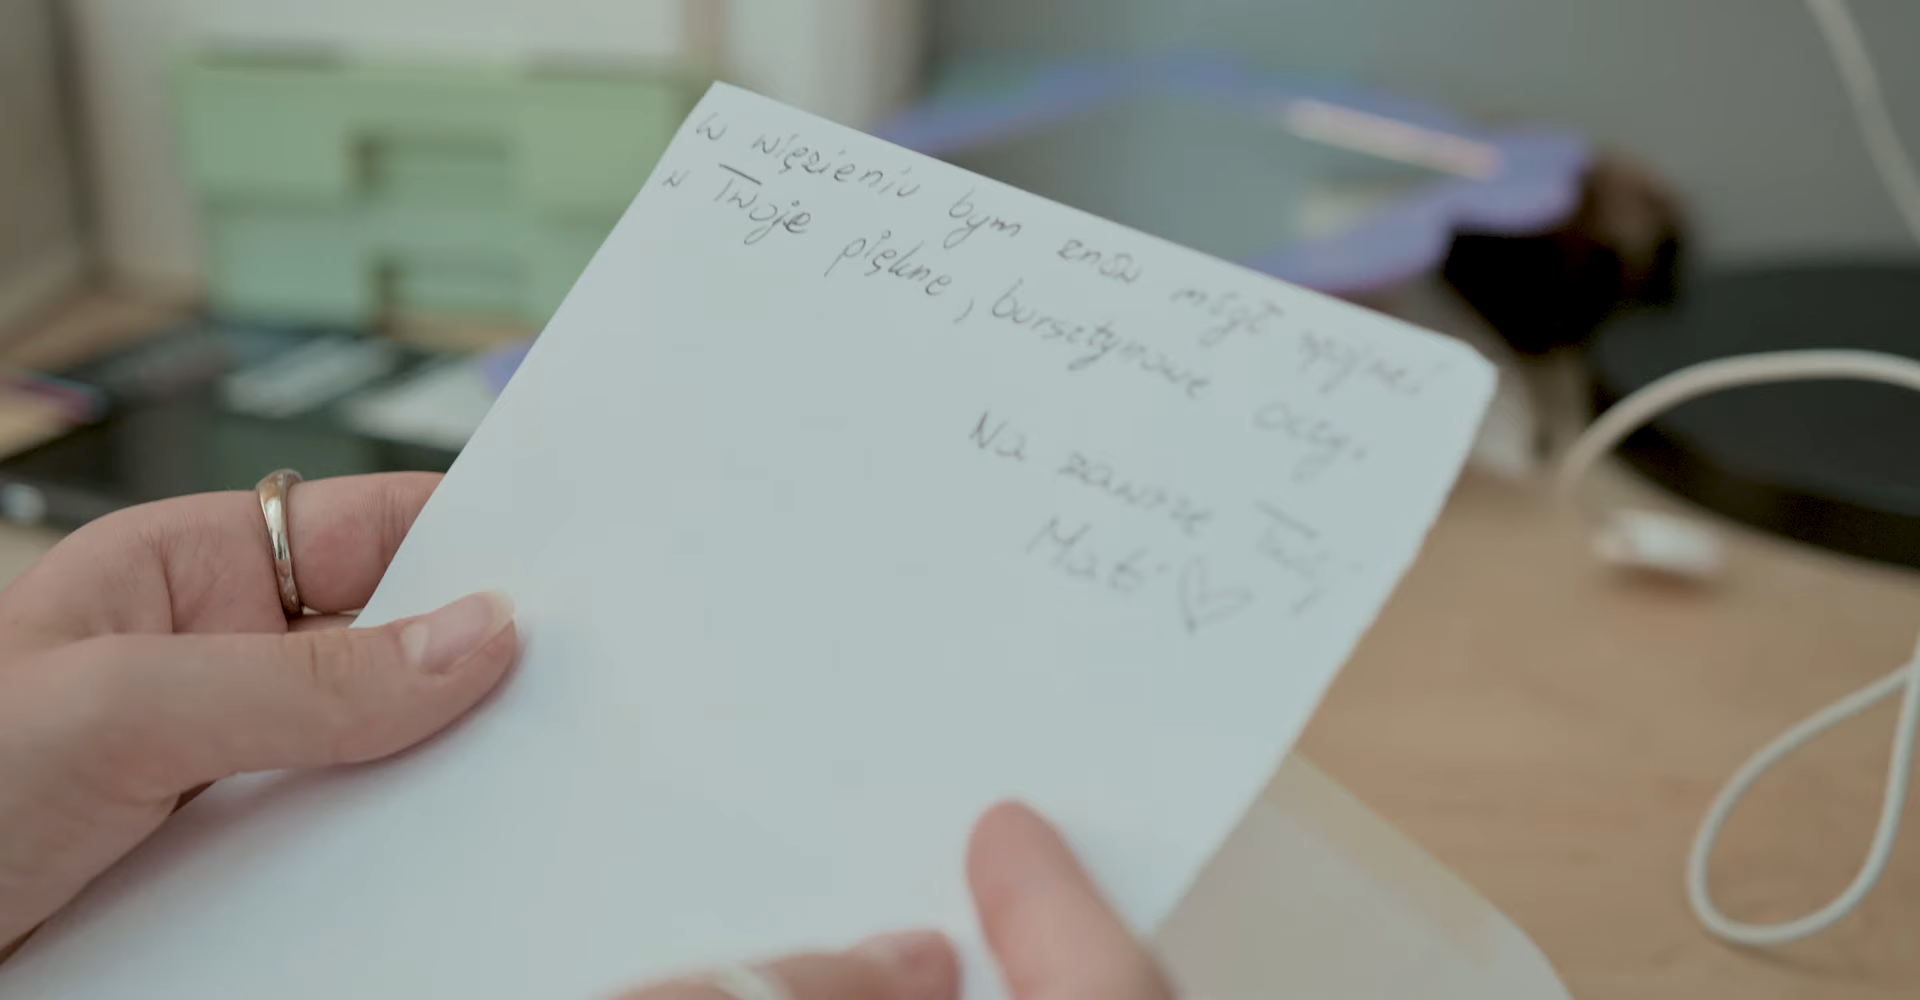 w więzieniu bym znów mógł spojrzeć
w Twoje piękne, bursztynowe oczy.
Na zawsze Twój
Mati ♡